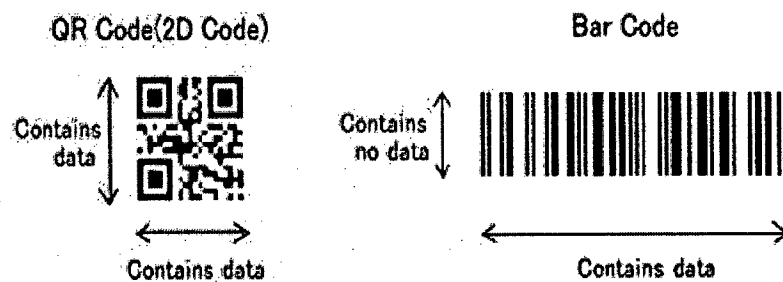 QR Code(2D Code)
Bar Code
Contains
data
Contains
no data
Contains data
Contains data